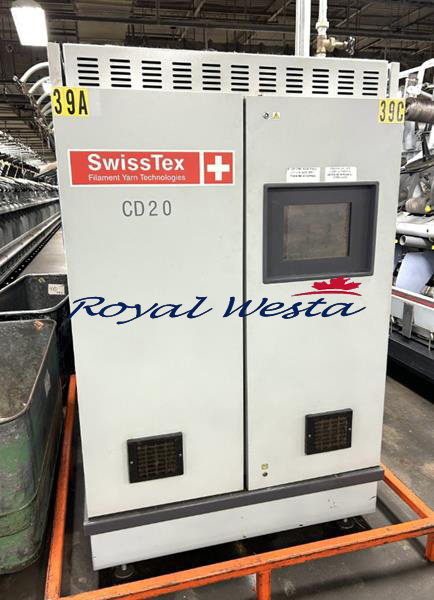 39A
39C
SwissTex
Filament Yarn Technologies
CD20
Royal Westa